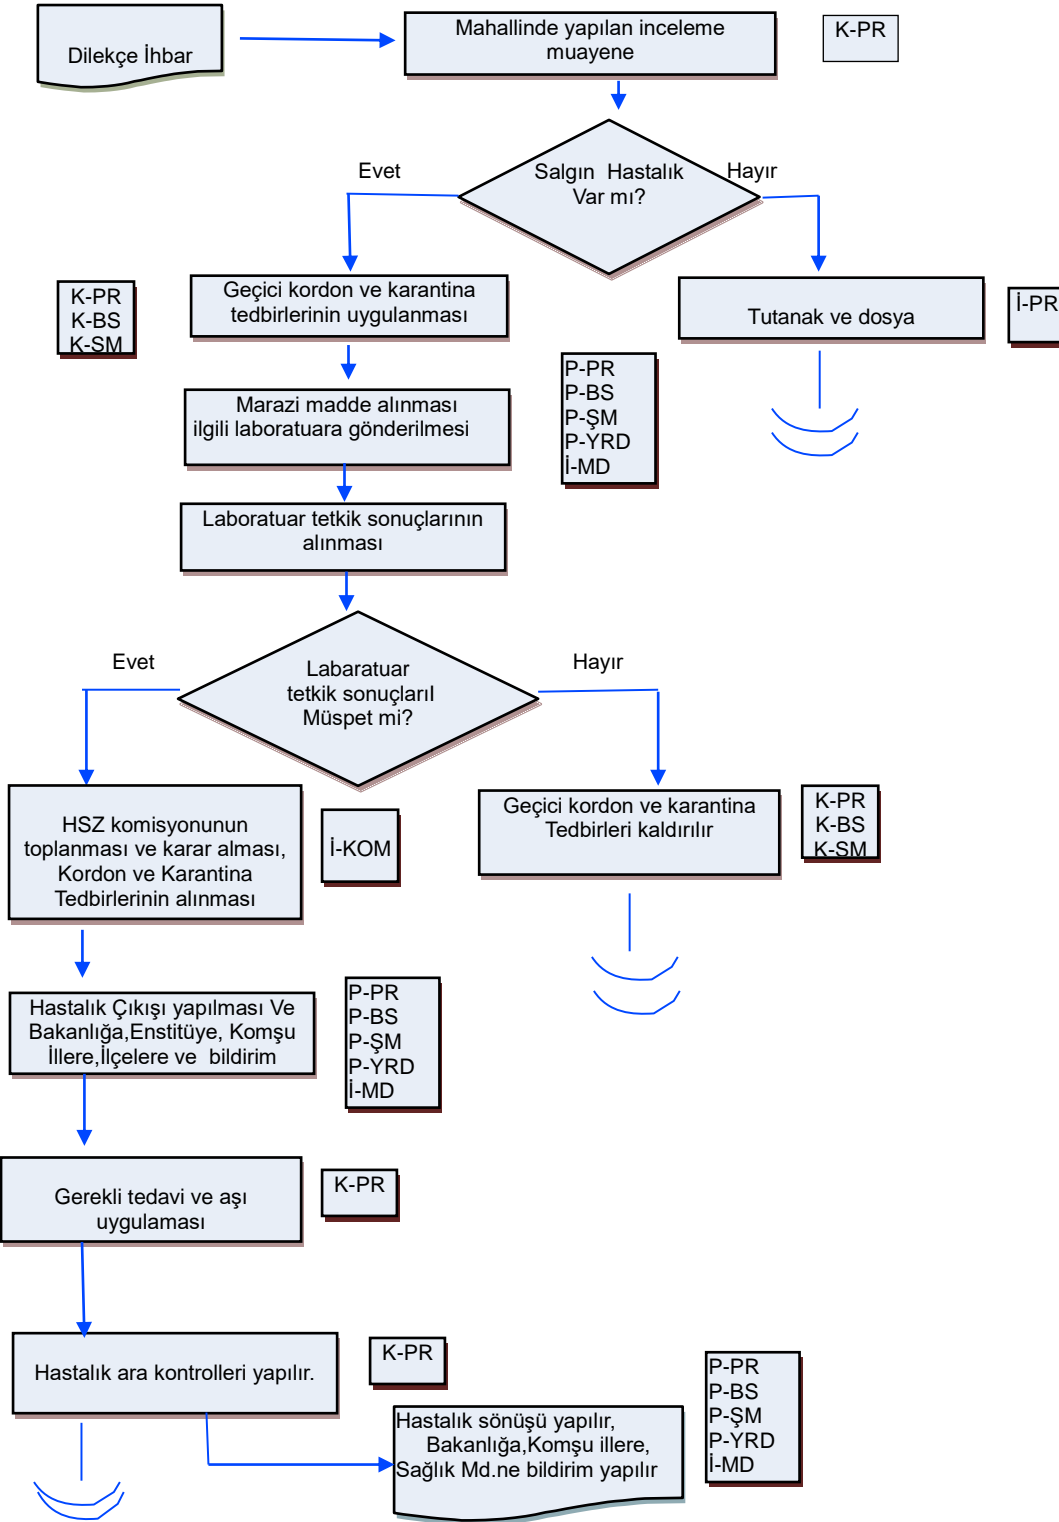 Dilekçe İhbar
Mahallinde yapılan inceleme
muayene
K-PR
Salgın Hastalık
Var mı?
Evet
Hayır
Geçici kordon ve karantina
tedbirlerinin uygulanması
K-PR
K-BS
K-SM
Tutanak ve dosya
İ-PR
Marazi madde alınması
ilgili laboratuara gönderilmesi
P-PR
P-BS
P-ŞM
P-YRD
İ-MD
Laboratuar tetkik sonuçlarının
alınması
Labaratuar
tetkik sonuçlarıl
Müspet mi?
Evet
Hayır
HSZ komisyonunun
toplanması ve karar alması,
Kordon ve Karantina
Tedbirlerinin alınması
İ-KOM
Geçici kordon ve karantina
Tedbirleri kaldırılır
K-PR
K-BS
K-SM
Hastalık Çıkışı yapılması Ve
Bakanlığa,Enstitüye, Komşu
İllere,İlçelere ve bildirim
P-PR
P-BS
P-ŞM
P-YRD
İ-MD
Gerekli tedavi ve aşı
uygulaması
K-PR
Hastalık ara kontrolleri yapılır.
K-PR
Hastalık sönüşü yapılır,
Bakanlığa,Komşu illere,
Sağlık Md.ne bildirim yapılır
P-PR
P-BS
P-ŞM
P-YRD
İ-MD